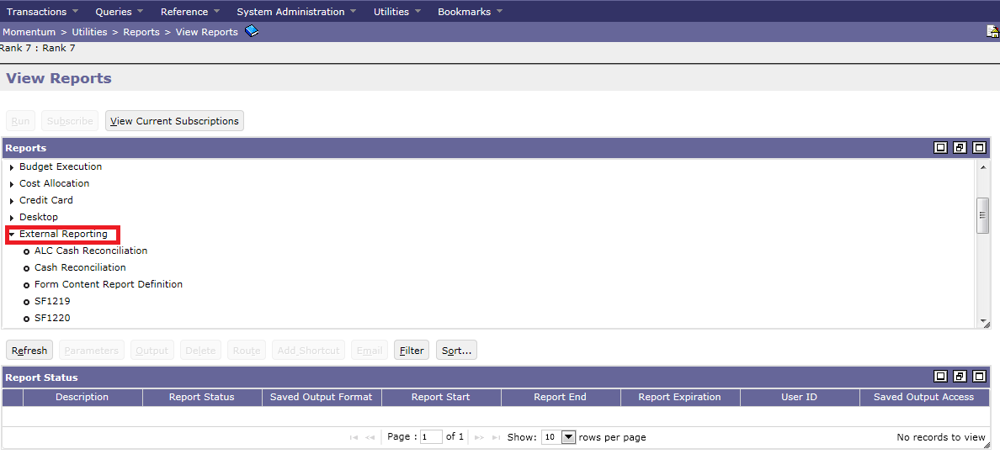 Transactions Queries Reference System Administration Utilities Bookmarks
Momentum > Utilities > Reports > View Reports
Rank 7 : Rank 7
View Reports
Run Subscribe View Current Subscriptions
Reports
Budget Execution
Cost Allocation
Credit Card
Desktop
External Reporting
ALC Cash Reconciliation
Cash Reconciliation
Form Content Report Definition
SF1219
SF1220
Refresh Parameters Output Delete Route Add Shortcut Email Filter Sort...
Report Status
Description Report Status Saved Output Format Report Start Report End Report Expiration User ID Saved Output Access
Page : 1 of 1 Show: 10 rows per page No records to view